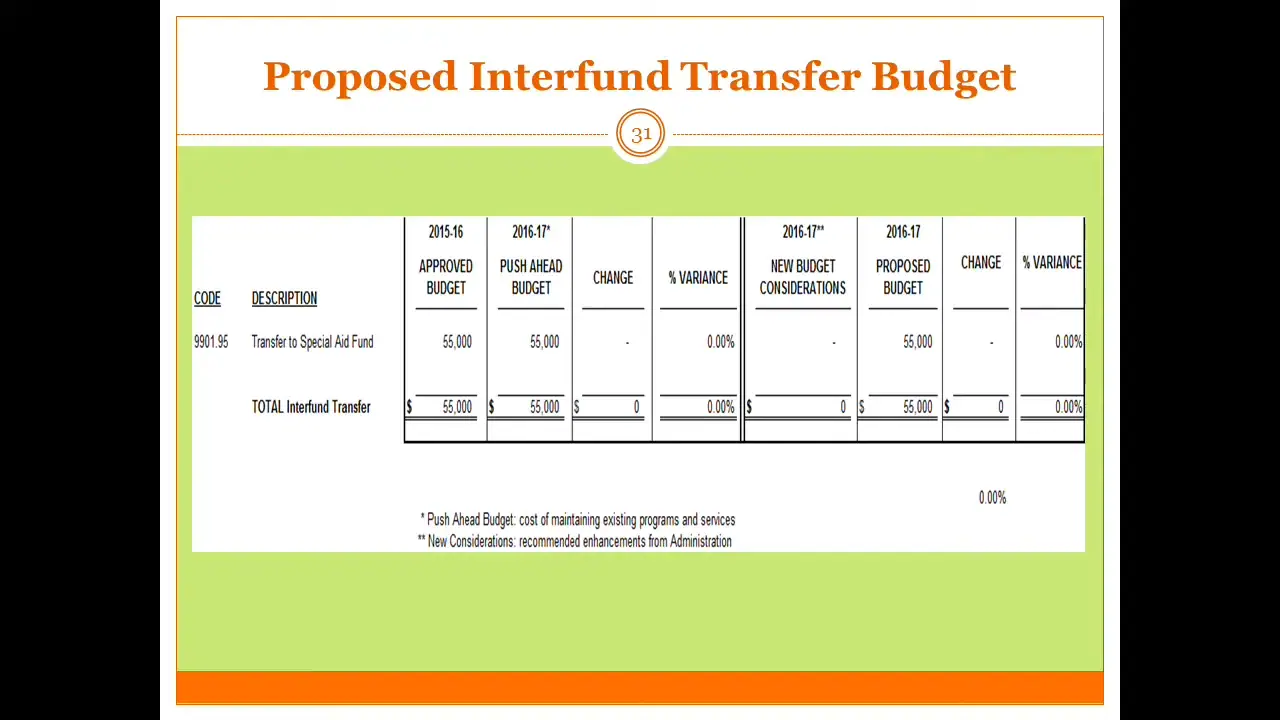 Proposed Interfund Transfer Budget
31
2015-16 2016-17* 2016-17** 2016-17
APPROVED PUSH AHEAD CHANGE % VARIANCE NEW BUDGET PROPOSED CHANGE % VARIANCE
CODE DESCRIPTION BUDGET BUDGET CONSIDERATIONS BUDGET
9901.95 Transfer to Special Aid Fund 55,000 55,000 - 0.00% - 55,000 - 0.00%
TOTAL Interfund Transfer $ 55,000 $ 55,000 $ 0 0.00% $ 0 $ 55,000 $ 0 0.00%
0.00%
* Push Ahead Budget: cost of maintaining existing programs and services
** New Considerations: recommended enhancements from Administration